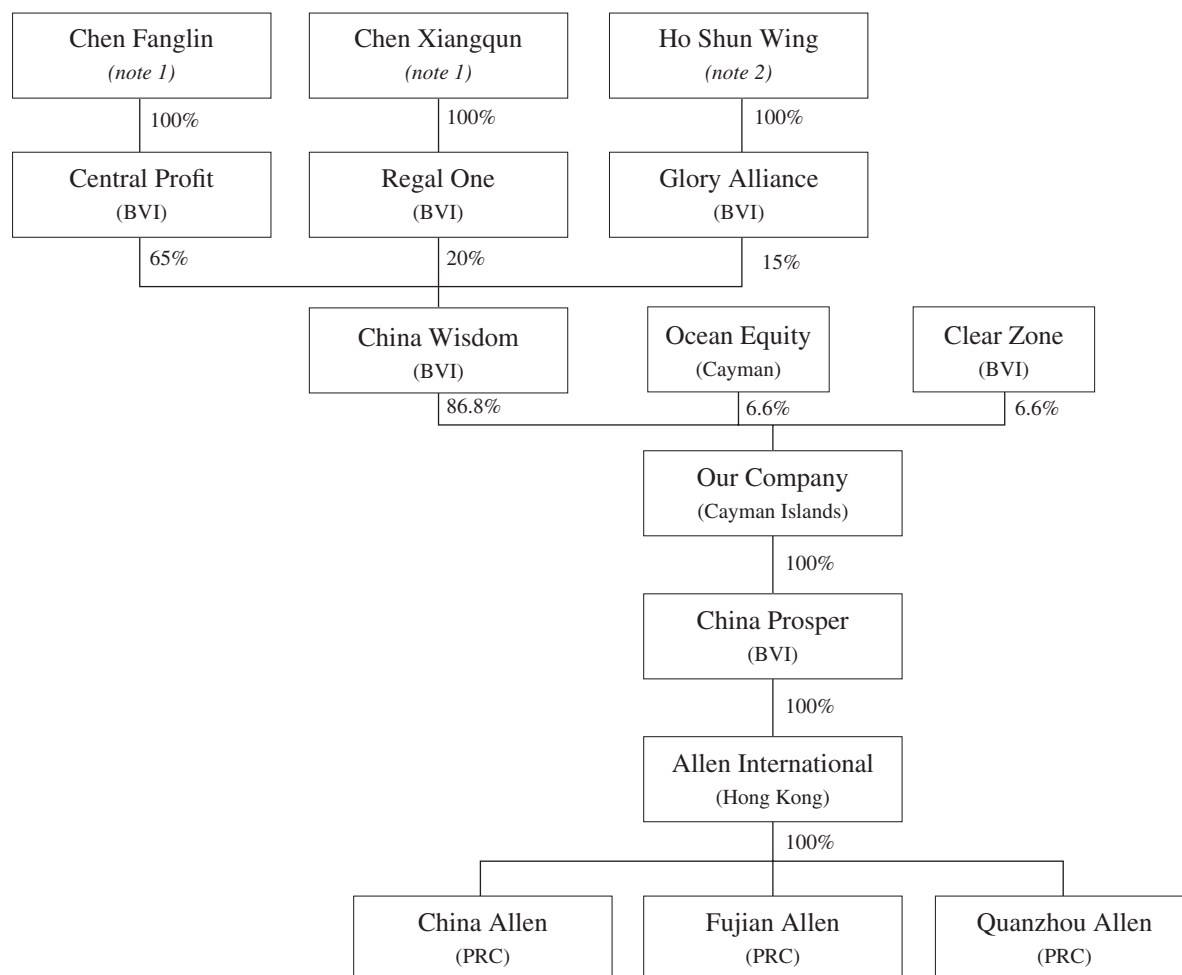 Chen Fanglin
(note 1)
Chen Xiangqun
(note 1)
Ho Shun Wing
(note 2)
100%
100%
100%
Central Profit
(BVI)
Regal One
(BVI)
Glory Alliance
(BVI)
65%
20%
15%
China Wisdom
(BVI)
Ocean Equity
(Cayman)
Clear Zone
(BVI)
86.8%
6.6%
6.6%
Our Company
(Cayman Islands)
100%
China Prosper
(BVI)
100%
Allen International
(Hong Kong)
100%
China Allen
(PRC)
Fujian Allen
(PRC)
Quanzhou Allen
(PRC)